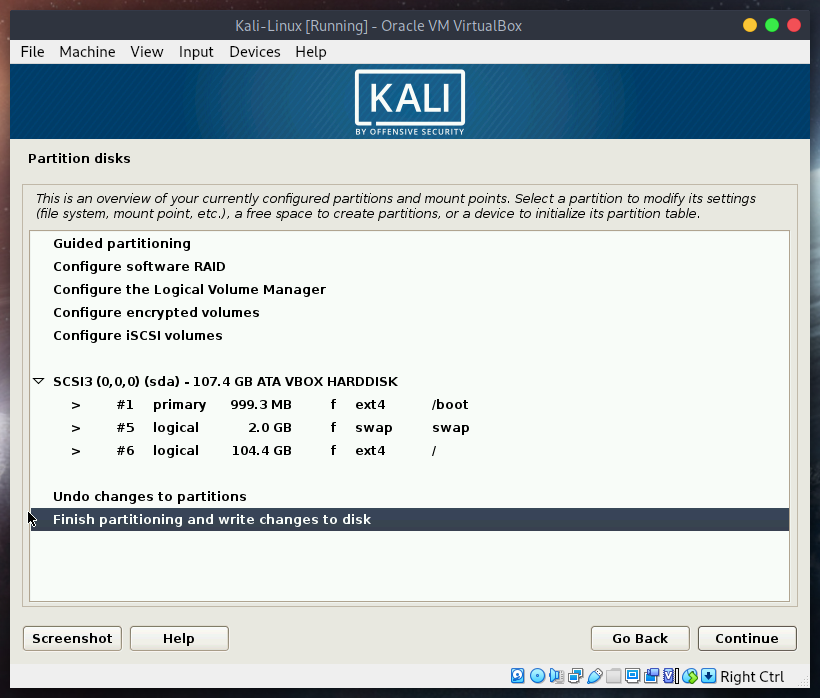 Kali-Linux [Running] - Oracle VM VirtualBox
File Machine View Input Devices Help
KALI
BY OFFENSIVE SECURITY
Partition disks
This is an overview of your currently configured partitions and mount points. Select a partition to modify its settings
(file system, mount point, etc.), a free space to create partitions, or a device to initialize its partition table.
Guided partitioning
Configure software RAID
Configure the Logical Volume Manager
Configure encrypted volumes
Configure iSCSI volumes
SCSI3 (0,0,0) (sda) - 107.4 GB ATA VBOX HARDDISK
> #1 primary 999.3 MB f ext4 /boot
> #5 logical 2.0 GB f swap swap
> #6 logical 104.4 GB f ext4 /
Undo changes to partitions
Finish partitioning and write changes to disk
Screenshot Help Go Back Continue
Right Ctrl